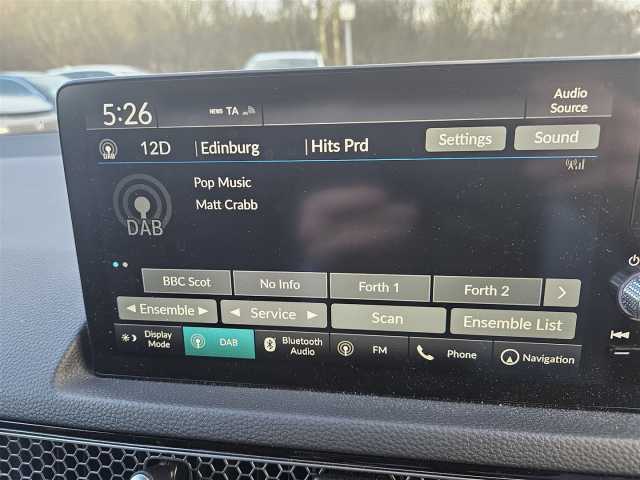 5:26 NEWS TA Audio Source
DAB 12D |Edinburg |Hits Prd Settings Sound
Pop Music
Matt Crabb
DAB
BBC Scot No Info Forth 1 Forth 2 >
◄ Ensemble ► ◄ Service ► Scan Ensemble List
Display Mode DAB Bluetooth Audio FM Phone Navigation